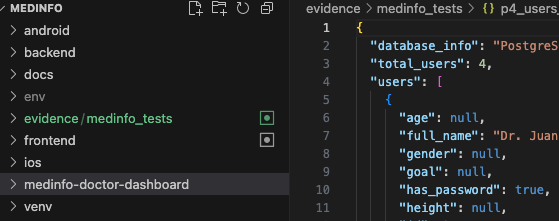 MEDINFO
android
backend
docs
env
evidence/medinfo_tests
frontend
ios
medinfo-doctor-dashboard
venv
evidence > medinfo_tests > {} p4_users_
1 {
2 "database_info": "PostgreS
3 "total_users": 4,
4 "users": [
5 {
6 "age": null,
7 "full_name": "Dr. Juan
8 "gender": null,
9 "goal": null,
10 "has_password": true,
11 "height": null,